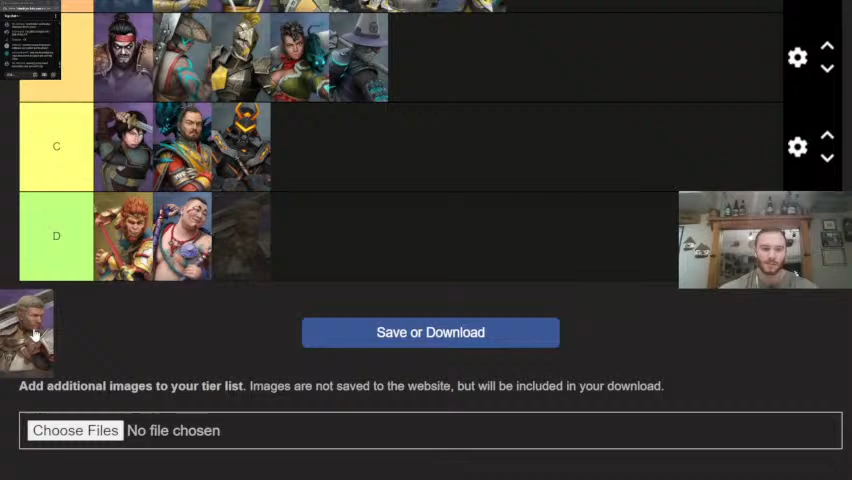 C
D
Save or Download
Add additional images to your tier list. Images are not saved to the website, but will be included in your download.
Choose Files No file chosen